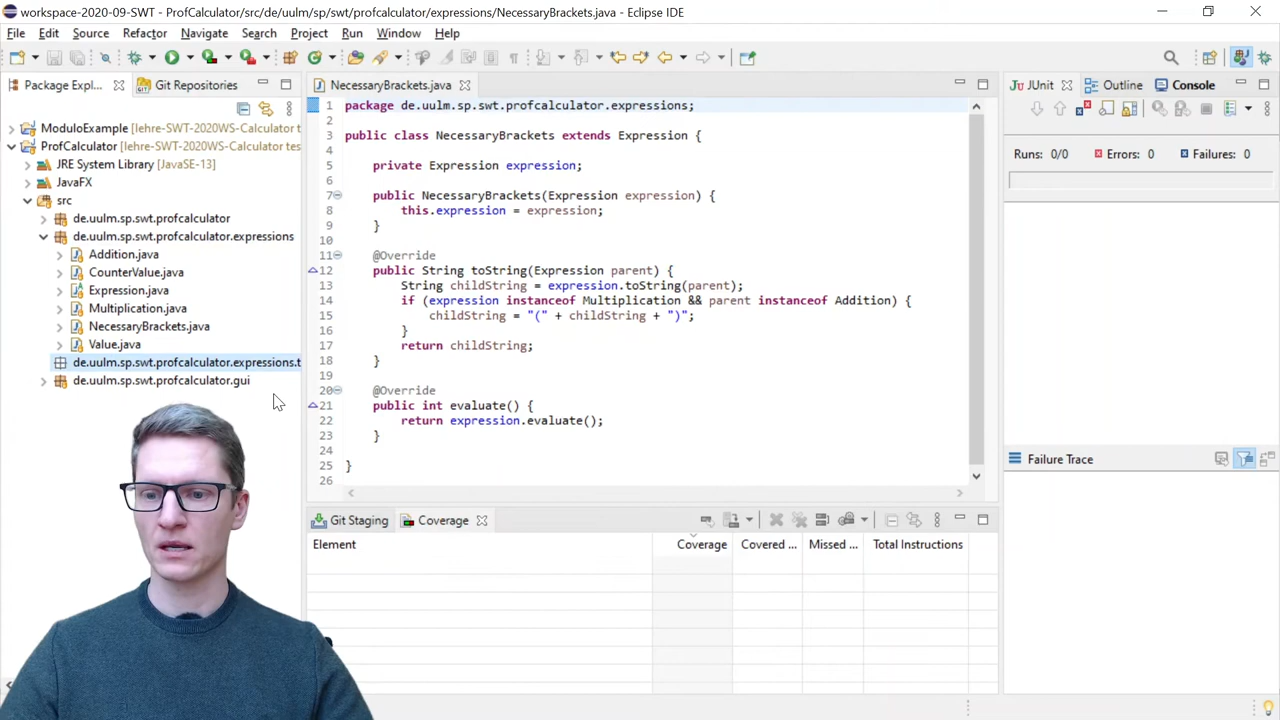 workspace-2020-09-SWT - ProfCalculator/src/de/uulm/sp/swt/profcalculator/expressions/NecessaryBrackets.java - Eclipse IDE
File Edit Source Refactor Navigate Search Project Run Window Help
Package Expl... Git Repositories
ModuloExample [lehre-SWT-2020WS-Calculator t
ProfCalculator [lehre-SWT-2020WS-Calculator tes
JRE System Library [JavaSE-13]
JavaFX
src
de.uulm.sp.swt.profcalculator
de.uulm.sp.swt.profcalculator.expressions
Addition.java
CounterValue.java
Expression.java
Multiplication.java
NecessaryBrackets.java
Value.java
de.uulm.sp.swt.profcalculator.expressions.t
de.uulm.sp.swt.profcalculator.gui
NecessaryBrackets.java
1 package de.uulm.sp.swt.profcalculator.expressions;
2
3 public class NecessaryBrackets extends Expression {
4
5 private Expression expression;
6
7 public NecessaryBrackets(Expression expression) {
8 this.expression = expression;
9 }
10
11 @Override
12 public String toString(Expression parent) {
13 String childString = expression.toString(parent);
14 if (expression instanceof Multiplication && parent instanceof Addition) {
15 childString = "(" + childString + ")";
16 }
17 return childString;
18 }
19
20 @Override
21 public int evaluate() {
22 return expression.evaluate();
23 }
24
25 }
26
Git Staging Coverage
Element Coverage Covered ... Missed ... Total Instructions
JUnit Outline Console
Runs: 0/0 Errors: 0 Failures: 0
Failure Trace